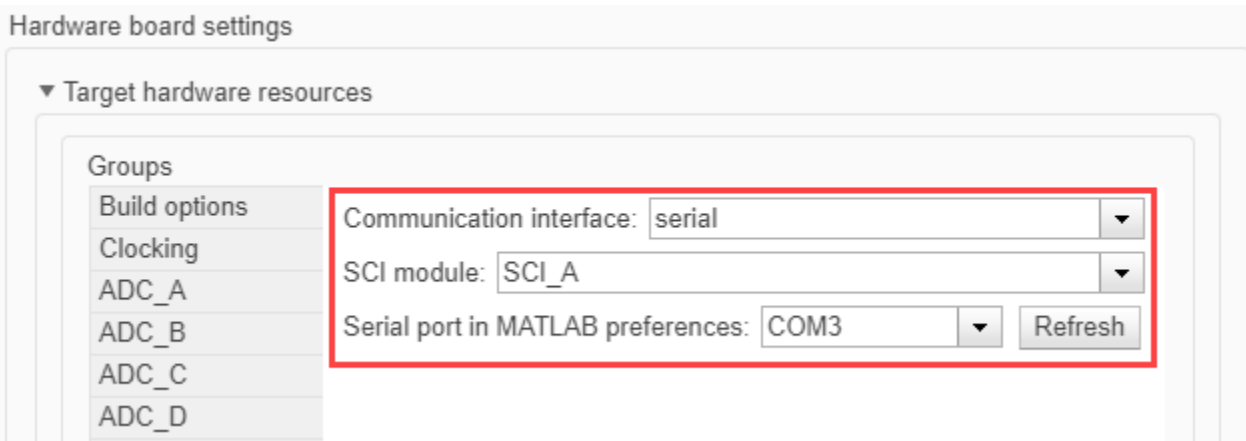 Hardware board settings
Target hardware resources
Groups
Build options
Clocking
ADC_A
ADC_B
ADC_C
ADC_D
Communication interface: serial
SCI module: SCI_A
Serial port in MATLAB preferences: COM3 Refresh